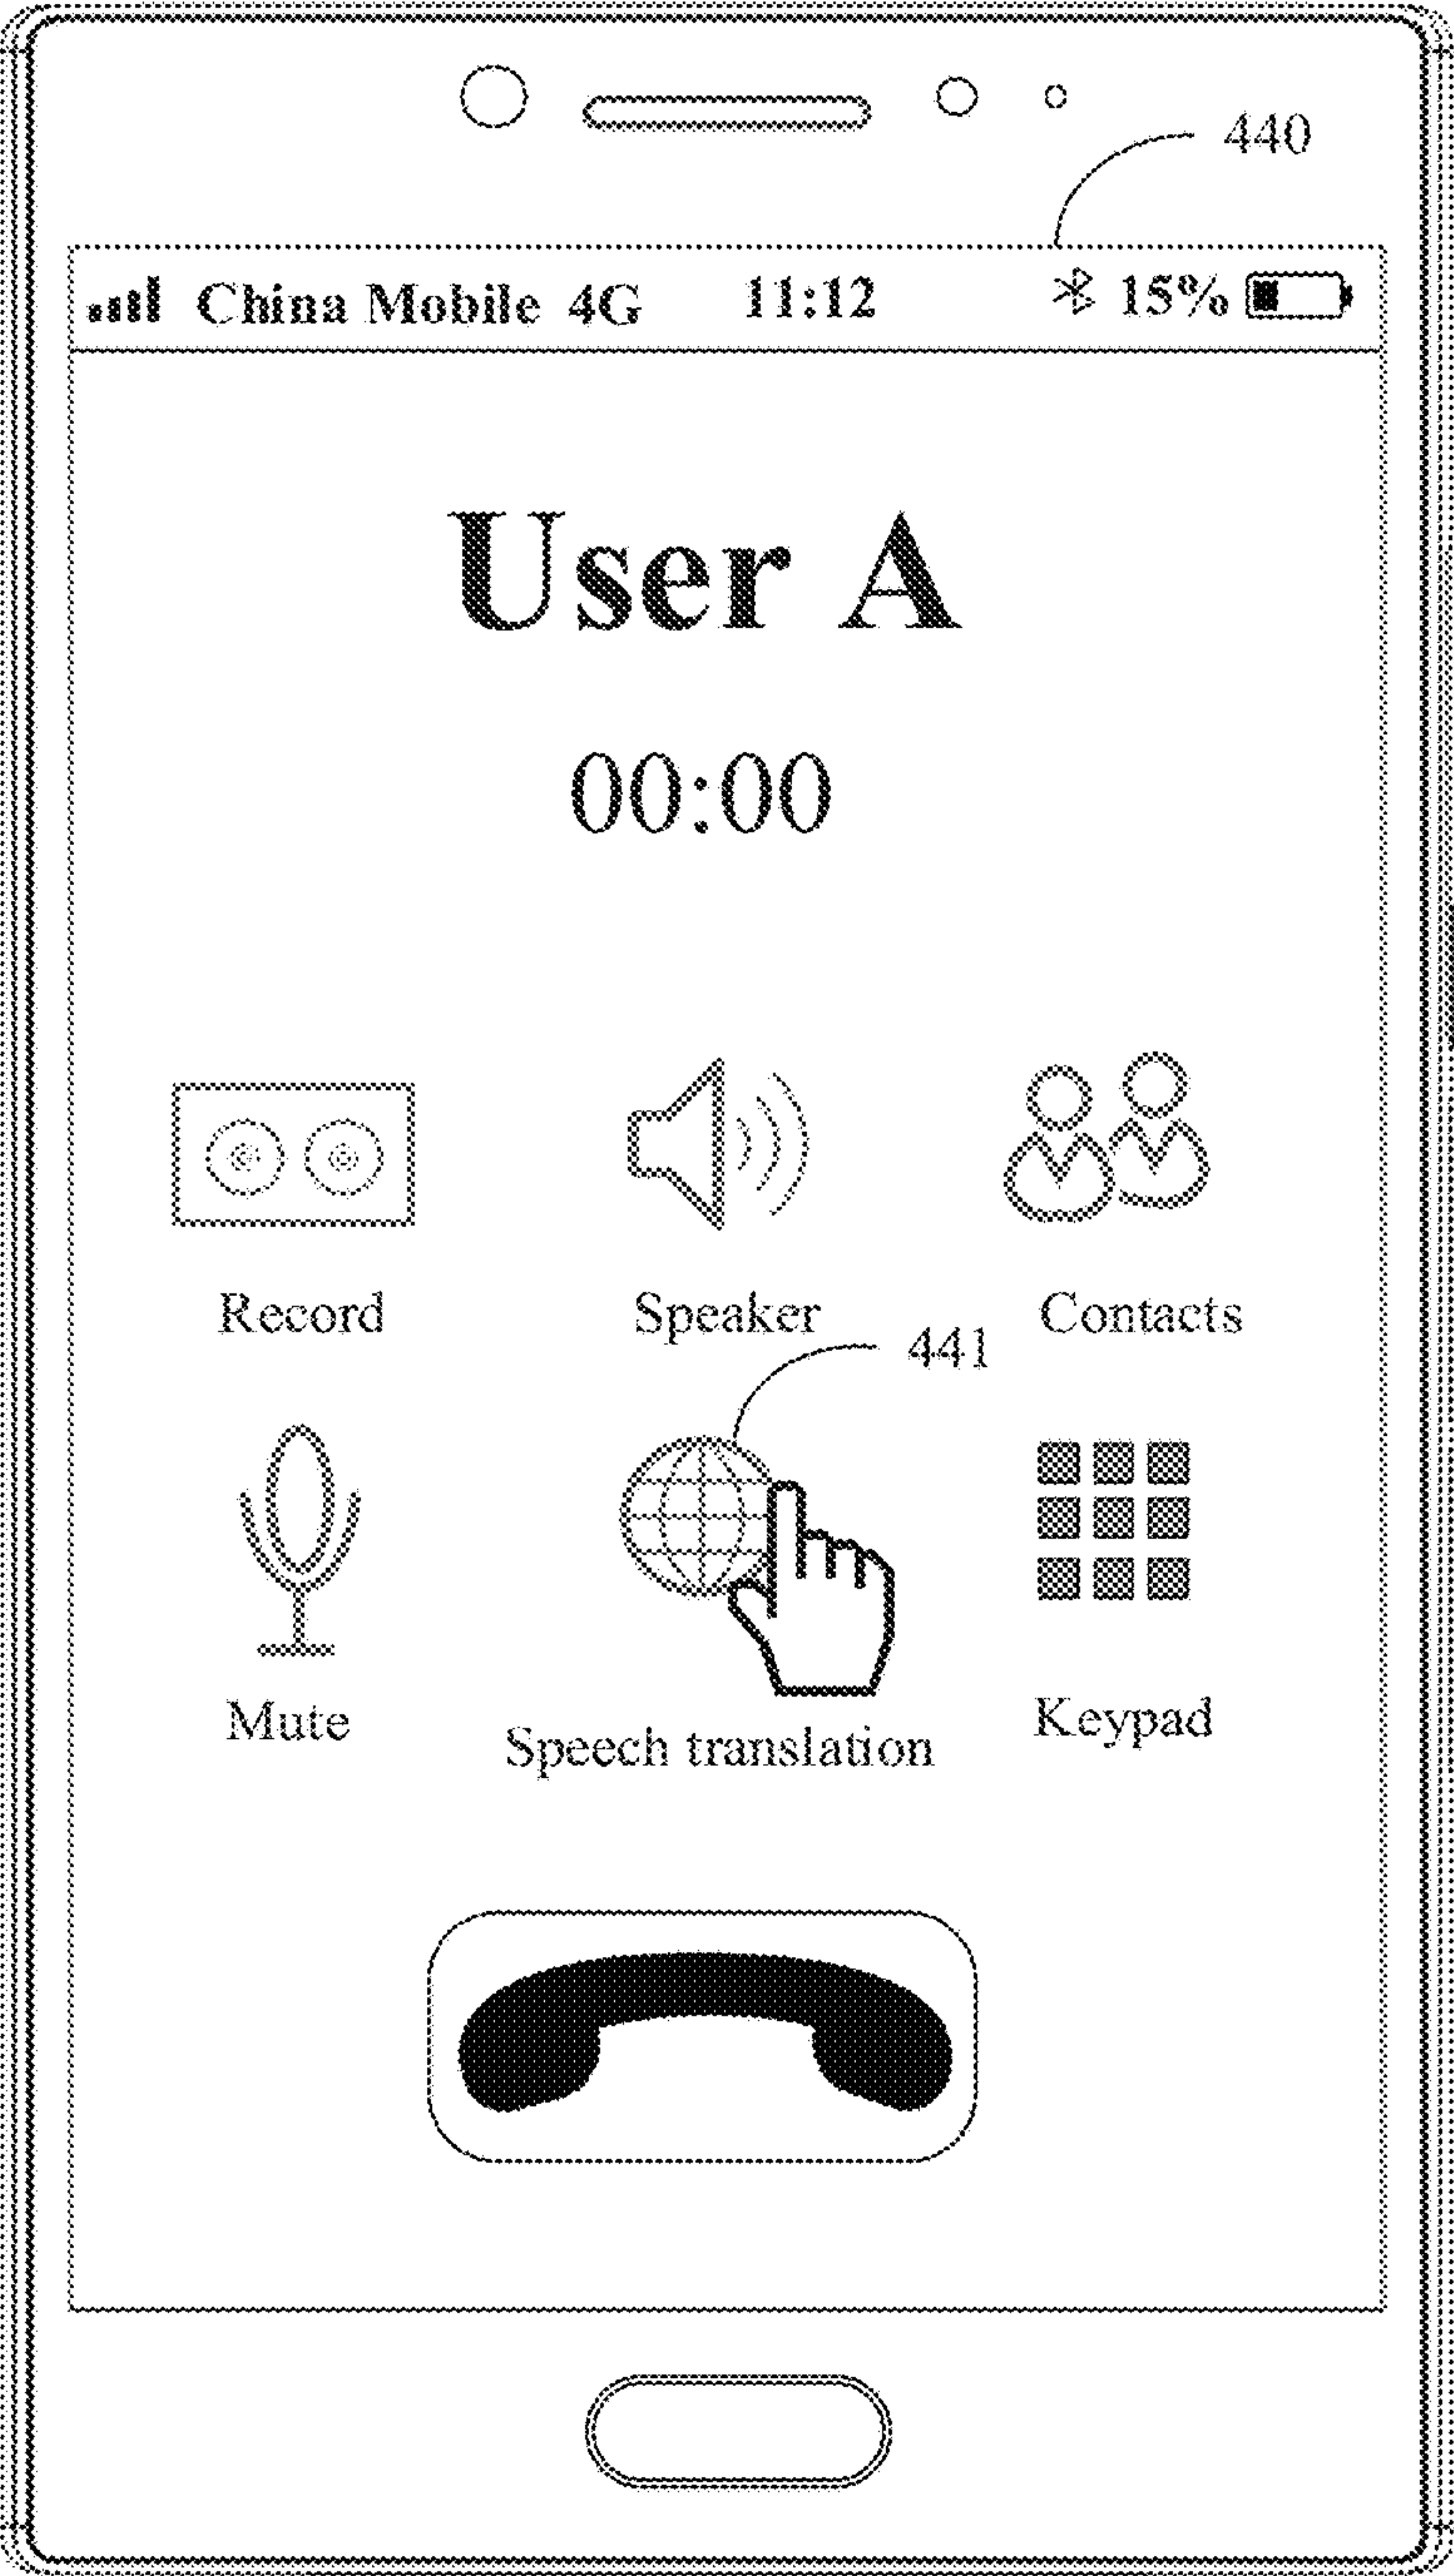 440
China Mobile 4G 11:12 15%
User A
00:00
Record Speaker Contacts
441
Mute Speech translation Keypad